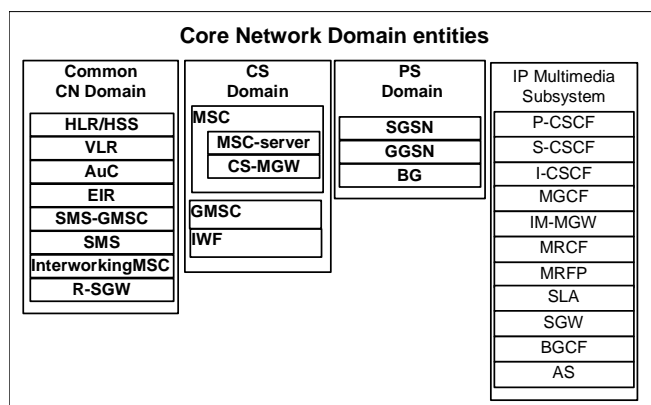 Core Network Domain entities
Common
CN Domain
HLR/HSS
VLR
AuC
EIR
SMS-GMSC
SMS
InterworkingMSC
R-SGW
CS
Domain
MSC
MSC-server
CS-MGW
GMSC
IWF
PS
Domain
SGSN
GGSN
BG
IP Multimedia
Subsystem
P-CSCF
S-CSCF
I-CSCF
MGCF
IM-MGW
MRCF
MRFP
SLA
SGW
BGCF
AS